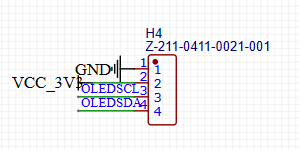 H4
Z-211-0411-0021-001
GND 1 1
VCC_3V3 2 2
OLEDSCL 3 3
OLEDSDA 4 4